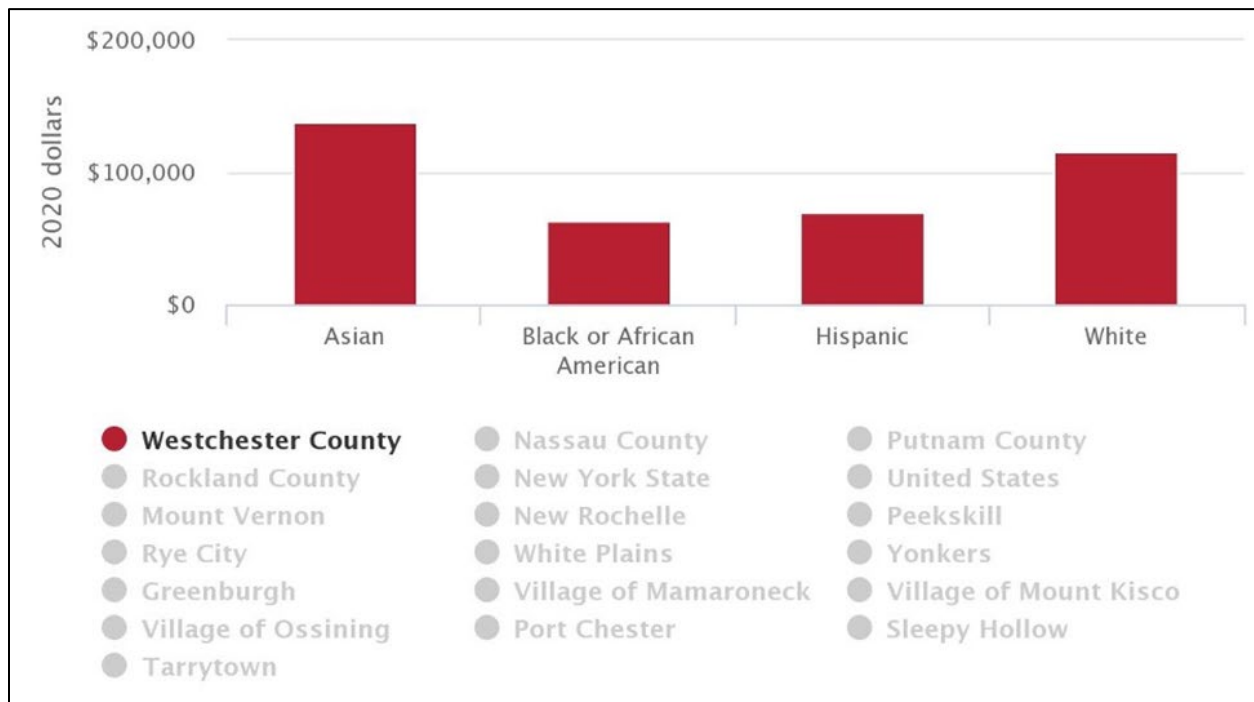 $200,000
2020 dollars
$100,000
$0
Asian
Black or African
American
Hispanic
White
Westchester County
Nassau County
Putnam County
Rockland County
New York State
United States
Mount Vernon
New Rochelle
Peekskill
Rye City
White Plains
Yonkers
Greenburgh
Village of Mamaroneck
Village of Mount Kisco
Village of Ossining
Port Chester
Sleepy Hollow
Tarrytown